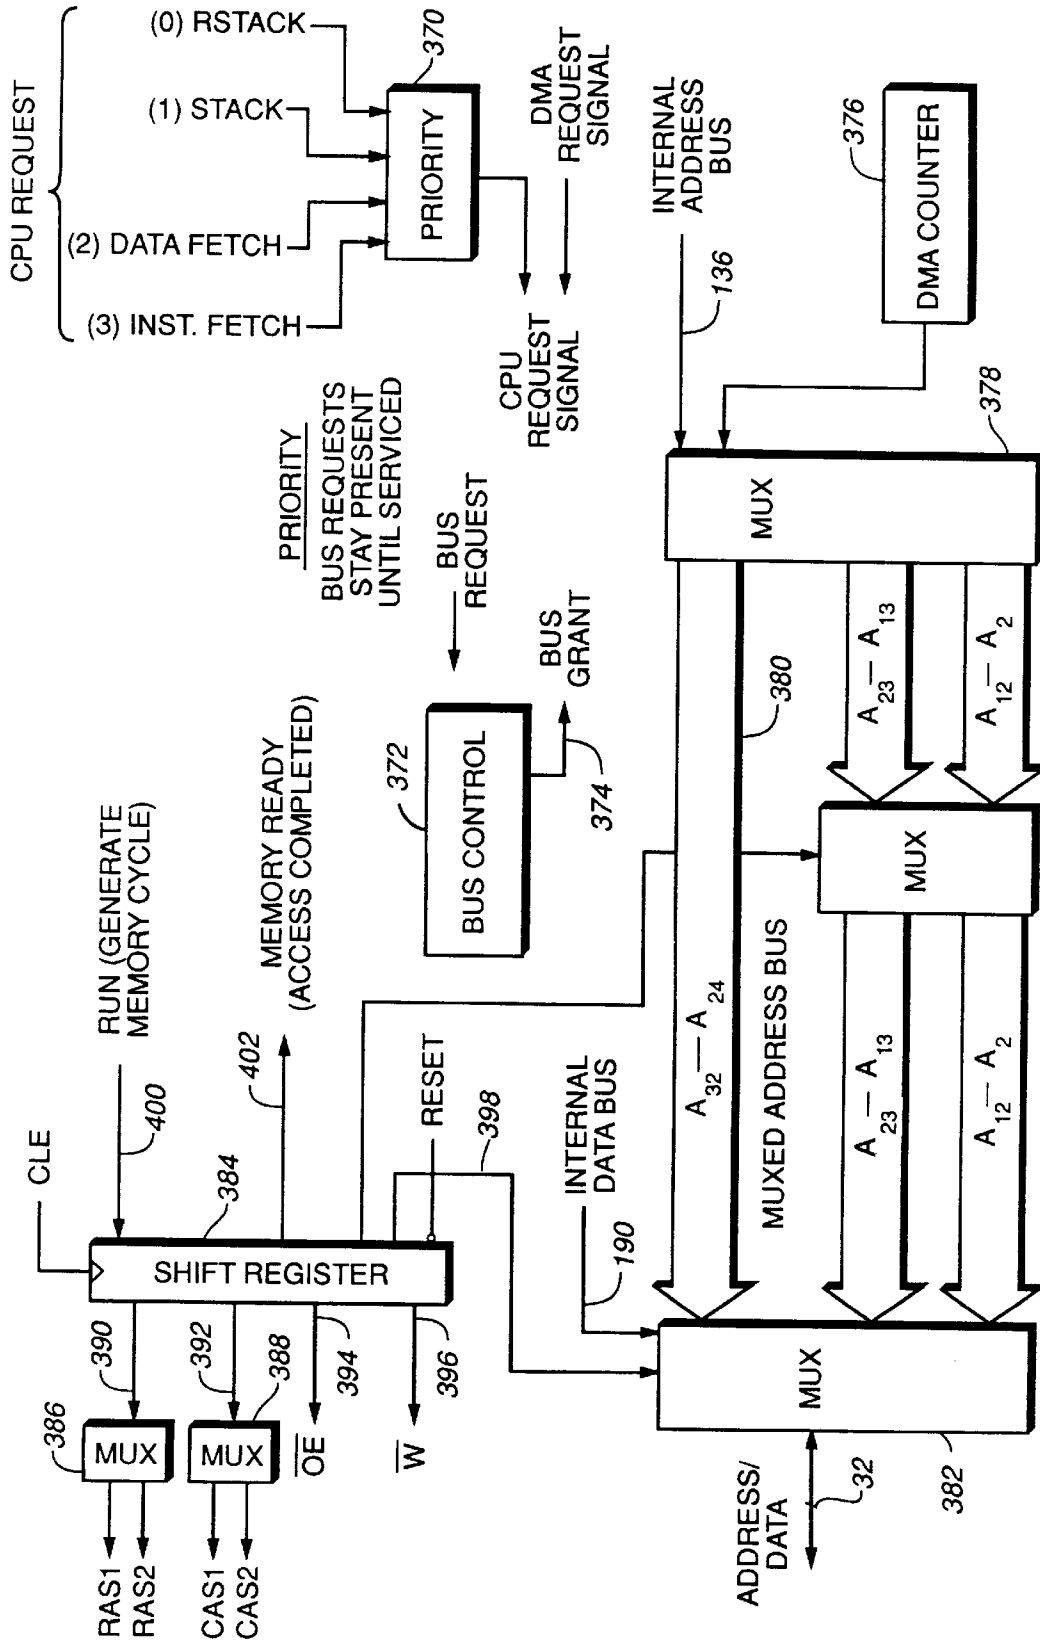 CPU REQUEST
(0) RSTACK
(1) STACK
(2) DATA FETCH
(3) INST. FETCH
PRIORITY
370
CPU
REQUEST
SIGNAL
DMA
REQUEST
SIGNAL
PRIORITY
BUS REQUESTS
STAY PRESENT
UNTIL SERVICED
BUS
REQUEST
BUS CONTROL
372
BUS
GRANT
374
CLE
RUN (GENERATE
MEMORY CYCLE)
400
MEMORY READY
(ACCESS COMPLETED)
402
SHIFT REGISTER
384
RESET
398
390
392
394
396
386
MUX
388
MUX
RAS1
RAS2
CAS1
CAS2
OE
W
INTERNAL
ADDRESS
BUS
136
DMA COUNTER
376
MUX
378
A32 — A24
380
A23 — A13
A12 — A2
MUX
MUXED ADDRESS BUS
A23 — A13
A12 — A2
INTERNAL
DATA BUS
190
MUX
382
ADDRESS/
DATA
32